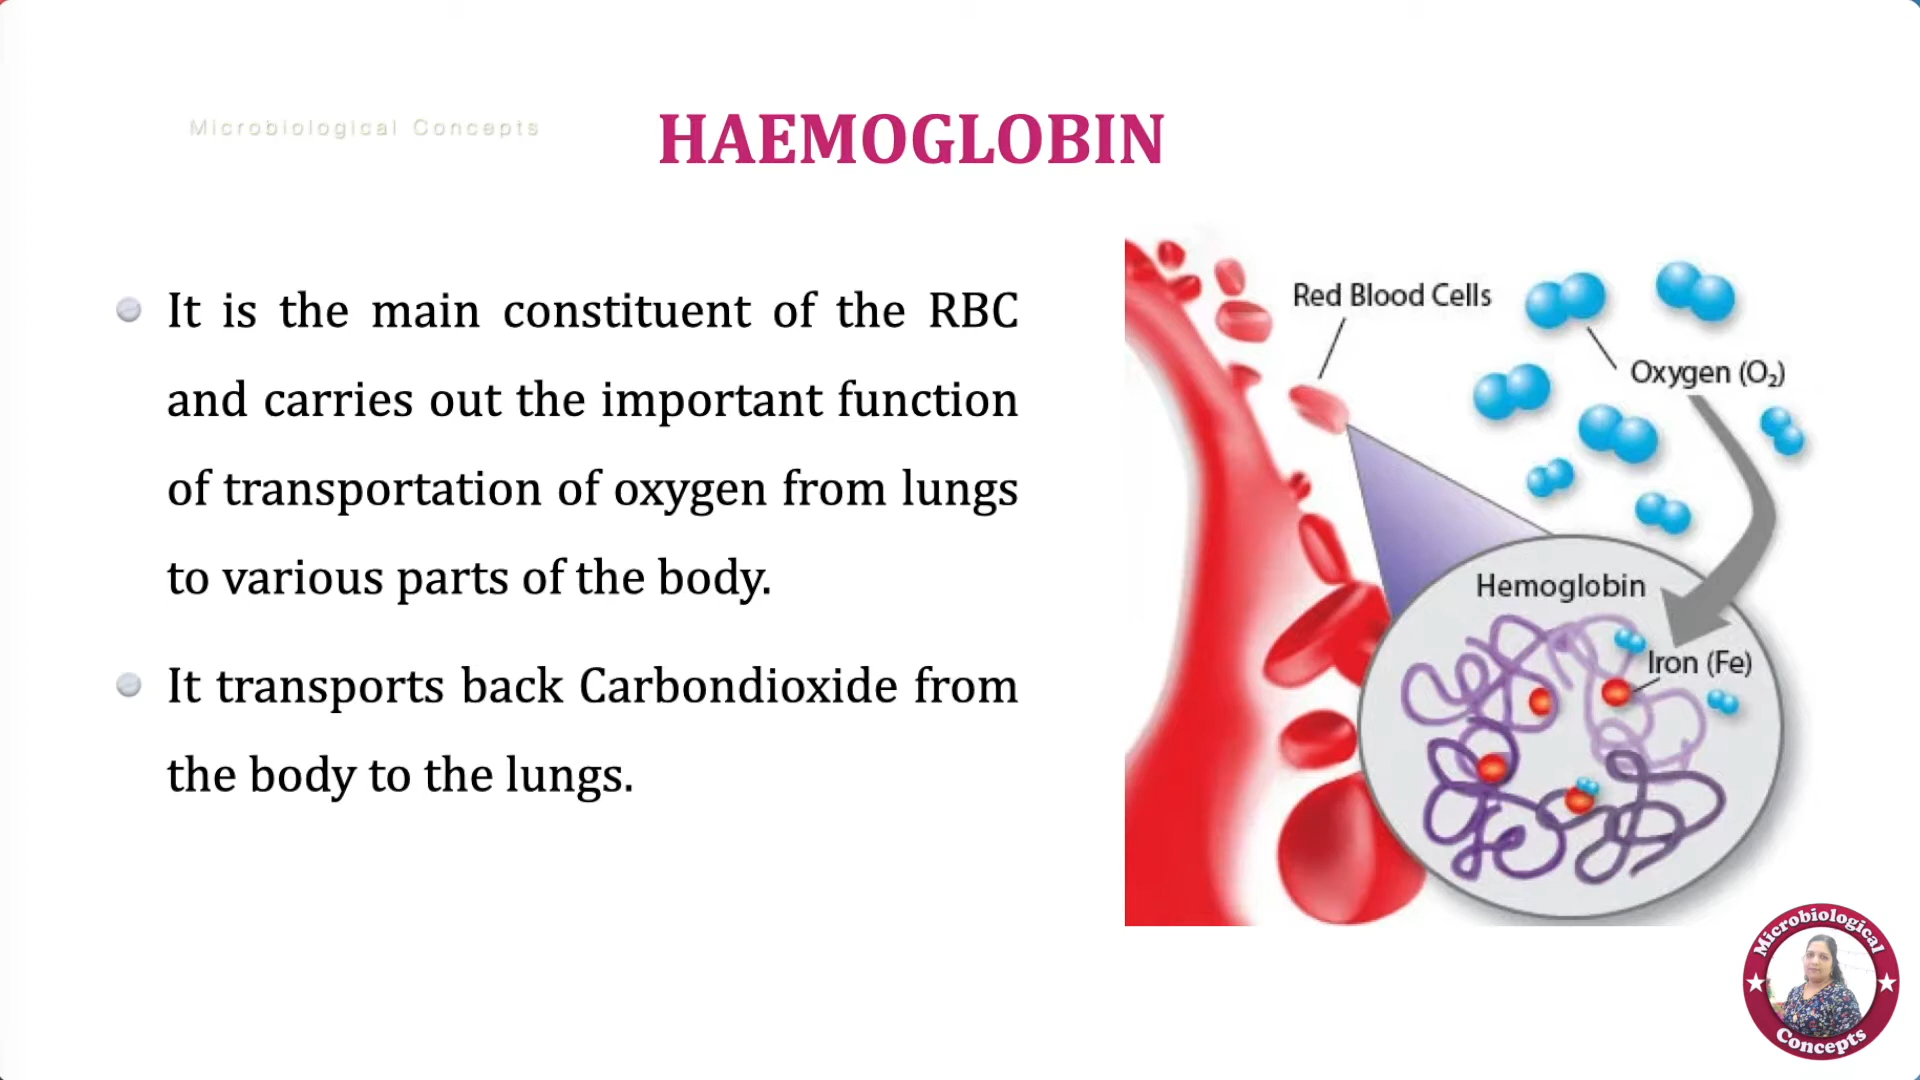 Microbiological Concepts
HAEMOGLOBIN
It is the main constituent of the RBC
and carries out the important function
of transportation of oxygen from lungs
to various parts of the body.
It transports back Carbondioxide from
the body to the lungs.
Red Blood Cells
Oxygen (O₂)
Hemoglobin
Iron (Fe)
Microbiological
Concepts